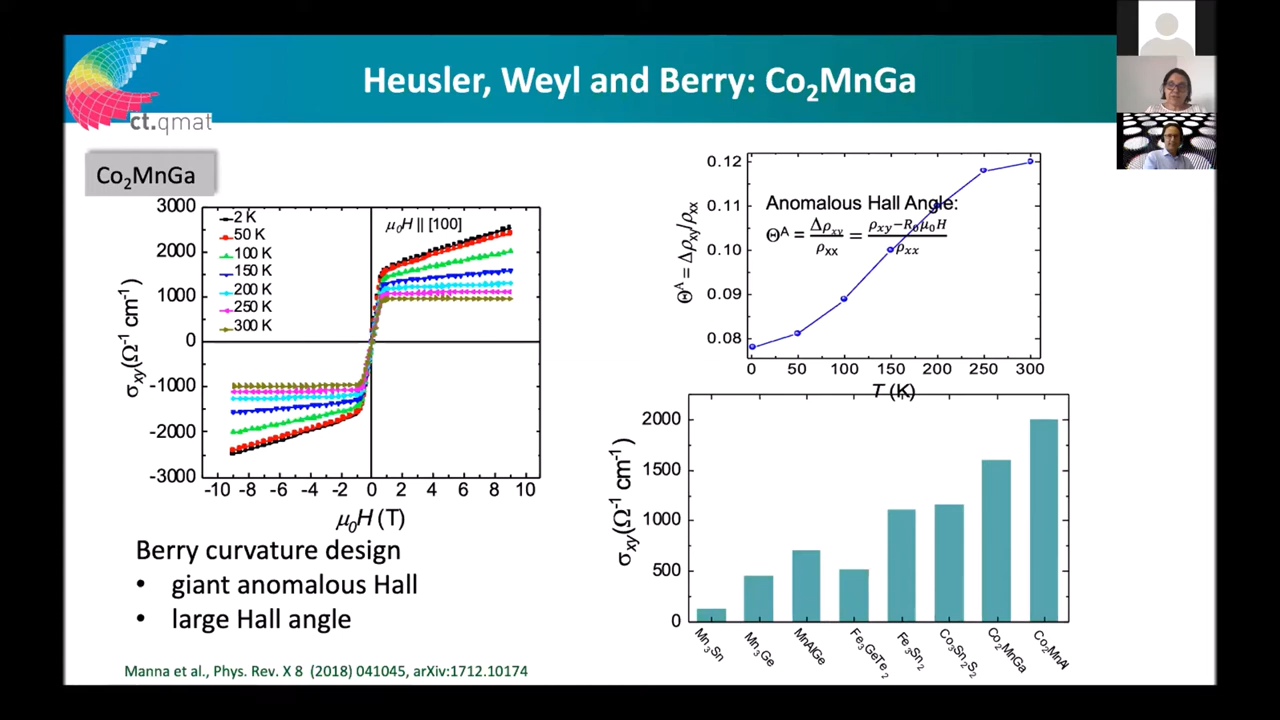 Heusler, Weyl and Berry: Co₂MnGa
ct.qmat
Co₂MnGa
3000
2000
1000
0
-1000
-2000
-3000
σxy(Ω⁻¹ cm⁻¹)
2 K
50 K
100 K
150 K
200 K
250 K
300 K
μ₀H || [100]
-10 -8 -6 -4 -2 0 2 4 6 8 10
μ₀H (T)
Berry curvature design
• giant anomalous Hall
• large Hall angle
Manna et al., Phys. Rev. X 8 (2018) 041045, arXiv:1712.10174
0.12
0.11
0.10
0.09
0.08
Θᴬ = Δρxy/ρxx
Anomalous Hall Angle:
Θᴬ = Δρxy/ρxx = ρxy−R₀μ₀H/ρxx
0 50 100 150 200 250 300
T (K)
2000
1500
1000
500
0
σxy(Ω⁻¹ cm⁻¹)
Mn₃Sn
Mn₃Ge
MnAlGe
Fe₃GeTe₂
Fe₃Sn₂
Co₃Sn₂S₂
Co₂MnGa
Co₂MnAl